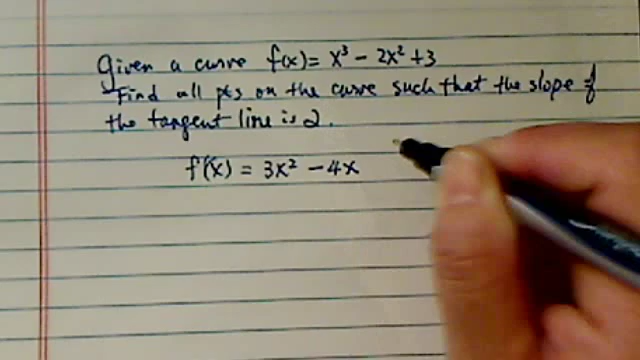 Given a curve f(x) = x³ - 2x² + 3
Find all pts on the curve such that the slope of
the tangent line is 2.
f'(x) = 3x² - 4x